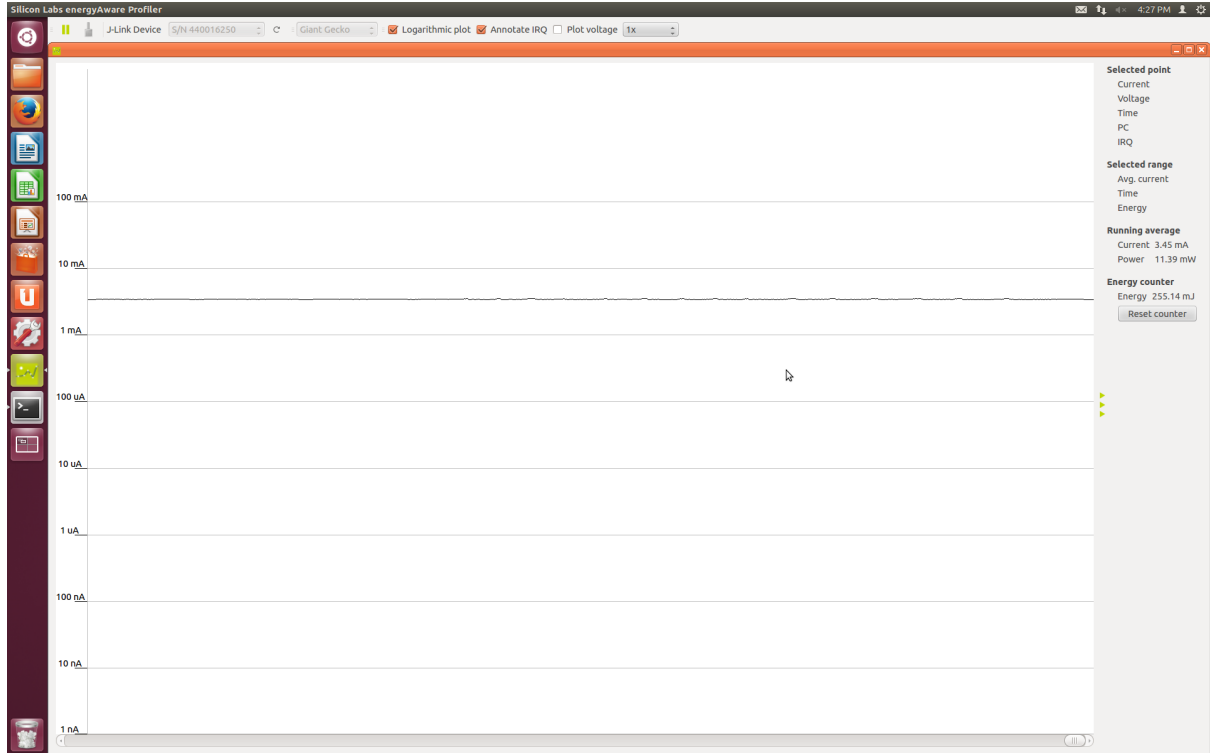 Silicon Labs energyAware Profiler
4:27 PM
J-Link Device S/N 440016250 Giant Gecko Logarithmic plot Annotate IRQ Plot voltage 1x
Selected point
Current
Voltage
Time
PC
IRQ
Selected range
Avg. current
Time
Energy
Running average
Current 3.45 mA
Power 11.39 mW
Energy counter
Energy 255.14 mJ
Reset counter
100 mA
10 mA
1 mA
100 uA
10 uA
1 uA
100 nA
10 nA
1 nA